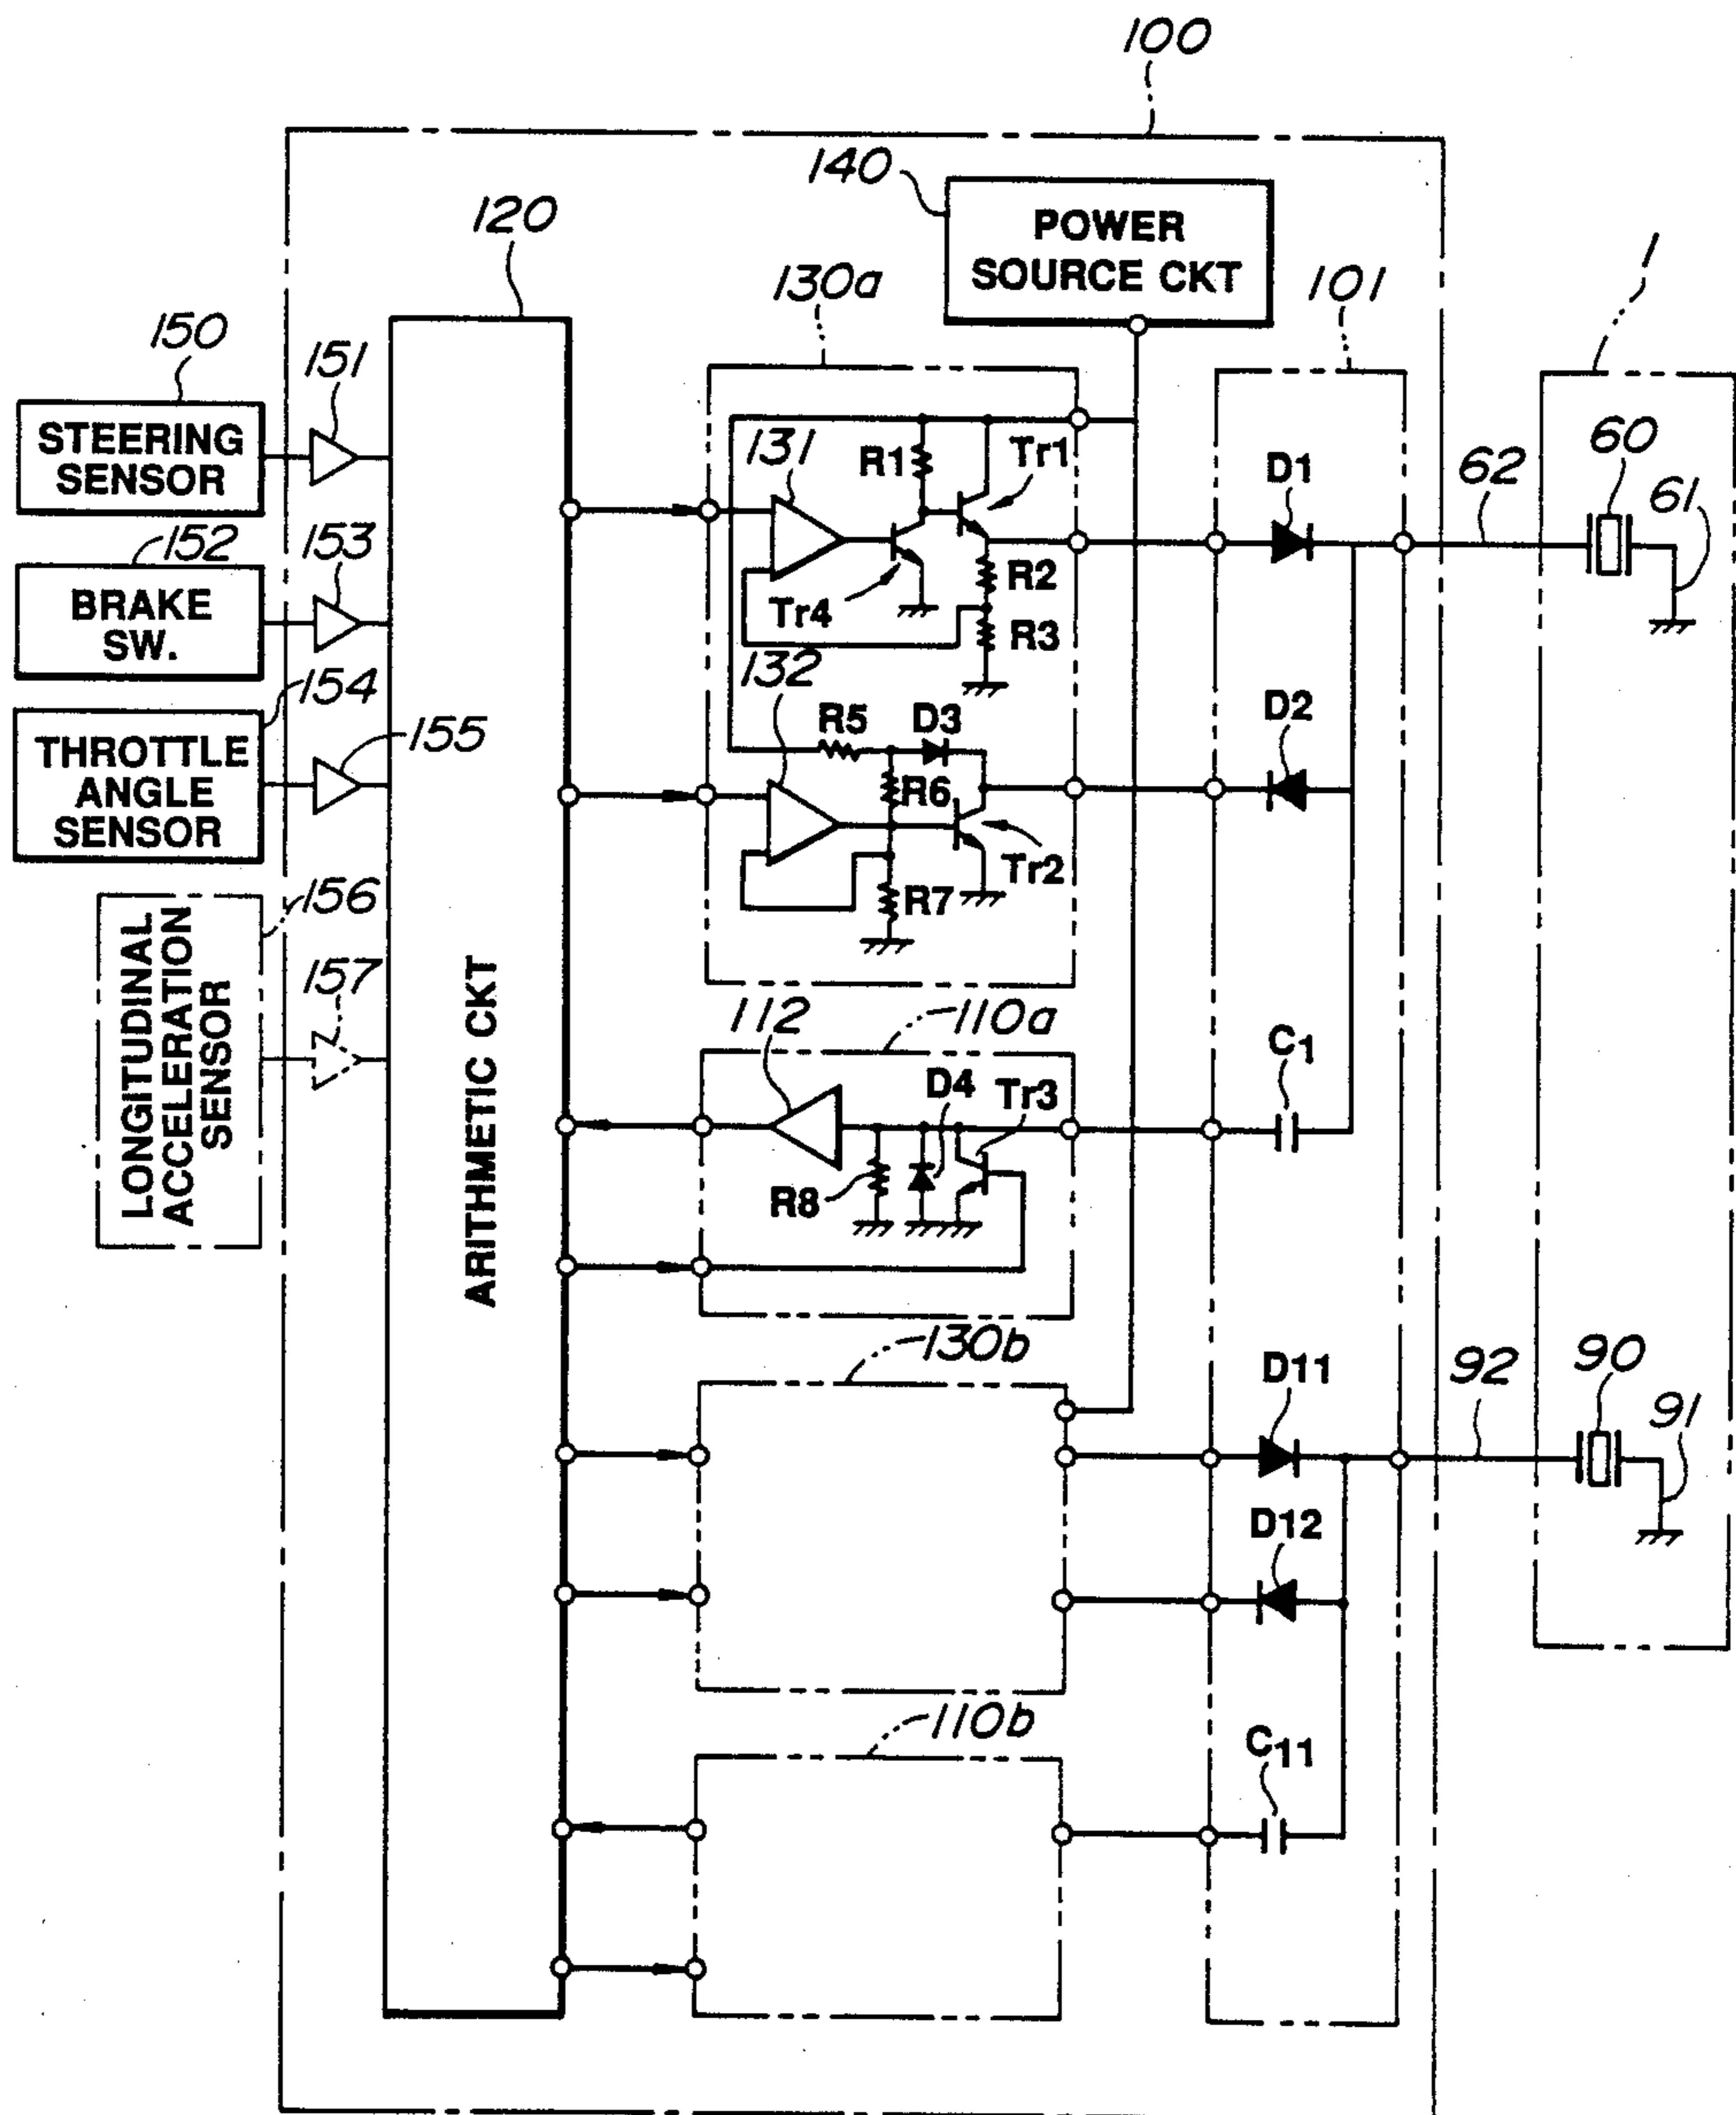 100
140
POWER
SOURCE CKT
120
130a
101
1
150
151
STEERING
SENSOR
131
R1
Tr1
D1
62
60
61
152
153
BRAKE
SW.
Tr4
R2
R3
132
154
155
THROTTLE
ANGLE
SENSOR
R5
D3
D2
R6
Tr2
R7
156
157
LONGITUDINAL
ACCELERATION
SENSOR
ARITHMETIC CKT
112
110a
C1
D4
Tr3
R8
130b
D11
92
90
91
D12
110b
C11